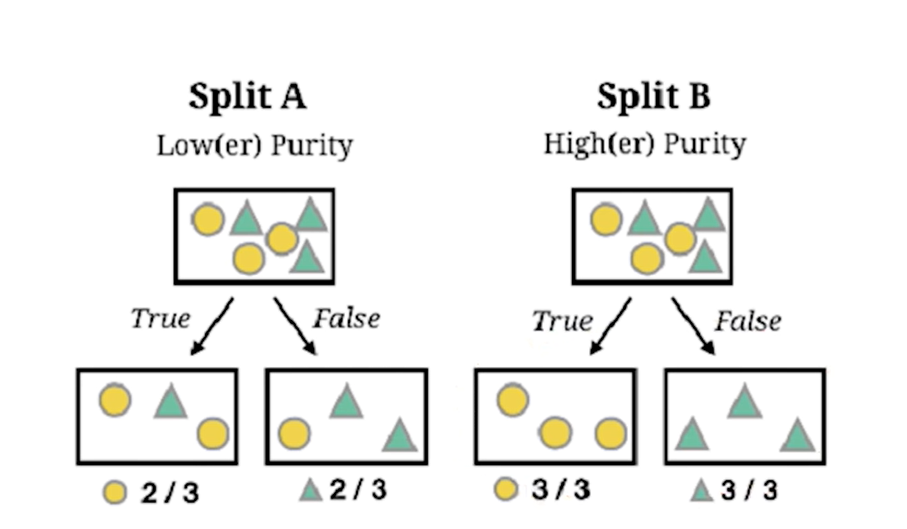 Split A
Low(er) Purity
True
False
2/3
2/3
Split B
High(er) Purity
True
False
3/3
3/3